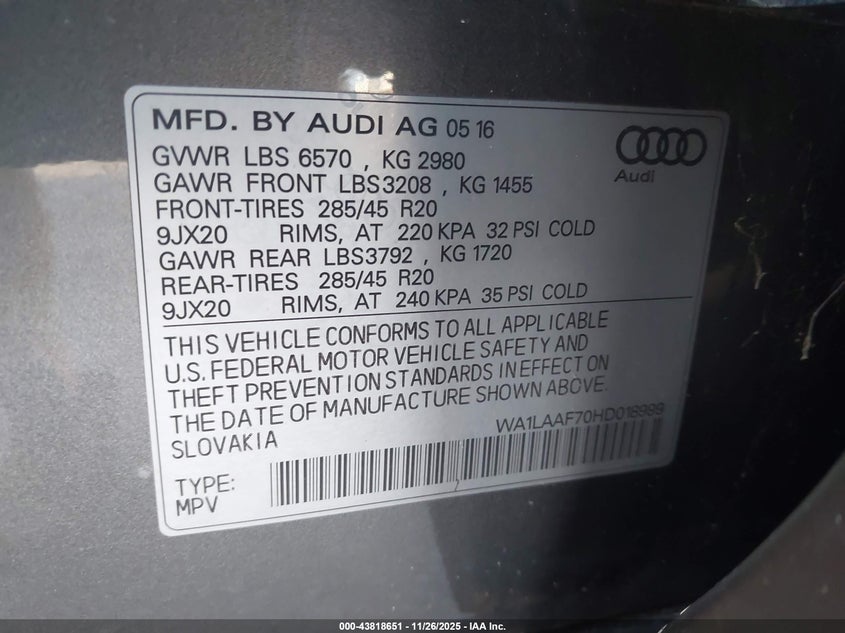 MFD. BY AUDI AG 05 16
GVWR LBS 6570 , KG 2980
GAWR FRONT LBS3208 , KG 1455
FRONT-TIRES 285/45 R20
9JX20 RIMS, AT 220 KPA 32 PSI COLD
GAWR REAR LBS3792 , KG 1720
REAR-TIRES 285/45 R20
9JX20 RIMS, AT 240 KPA 35 PSI COLD
Audi
THIS VEHICLE CONFORMS TO ALL APPLICABLE
U.S. FEDERAL MOTOR VEHICLE SAFETY AND
THEFT PREVENTION STANDARDS IN EFFECT ON
THE DATE OF MANUFACTURE SHOWN ABOVE.
SLOVAKIA
WA1LAAF70HD018989
TYPE:
MPV
000-43818651 - 11/26/2025 - IAA Inc.